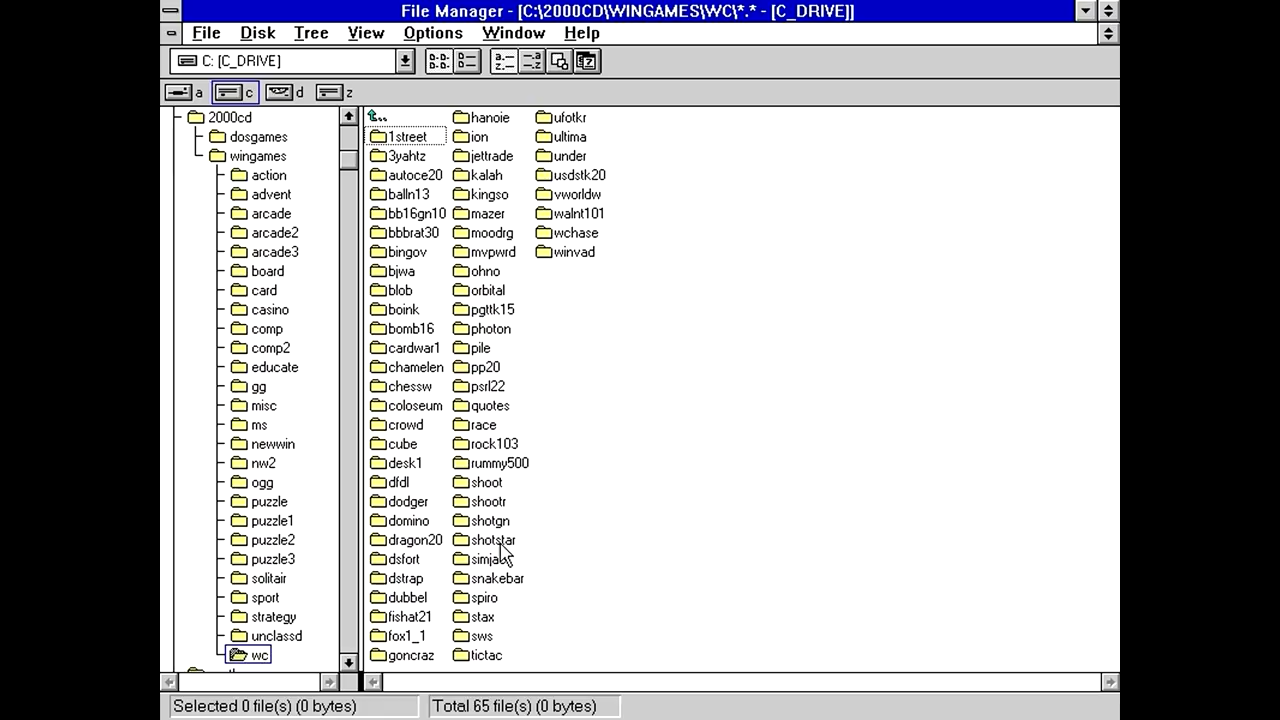 File Manager - [C:\2000CD\WINGAMES\WC\*.* - [C_DRIVE]]
File Disk Tree View Options Window Help
C: [C_DRIVE]
a c d z
2000cd
dosgames
wingames
action
advent
arcade
arcade2
arcade3
board
card
casino
comp
comp2
educate
gg
misc
ms
newwin
nw2
ogg
puzzle
puzzle1
puzzle2
puzzle3
solitair
sport
strategy
unclassd
wc
..
1street
3yahtz
autoce20
balln13
bb16gn10
bbbrat30
bingov
bjwa
blob
boink
bomb16
cardwar1
chamelen
chessw
coloseum
crowd
cube
desk1
dfdl
dodger
domino
dragon20
dsfort
dstrap
dubbel
fishat21
fox1_1
goncraz
hanoie
ion
jettrade
kalah
kingso
mazer
moodrg
mvpwrd
ohno
orbital
pgttk15
photon
pile
pp20
psrl22
quotes
race
rock103
rummy500
shoot
shootr
shotgn
shotstar
snakebar
spiro
stax
sws
tictac
ufotkr
ultima
under
usdstk20
vworldw
walnt101
wchase
winvad
Selected 0 file(s) (0 bytes)
Total 65 file(s) (0 bytes)